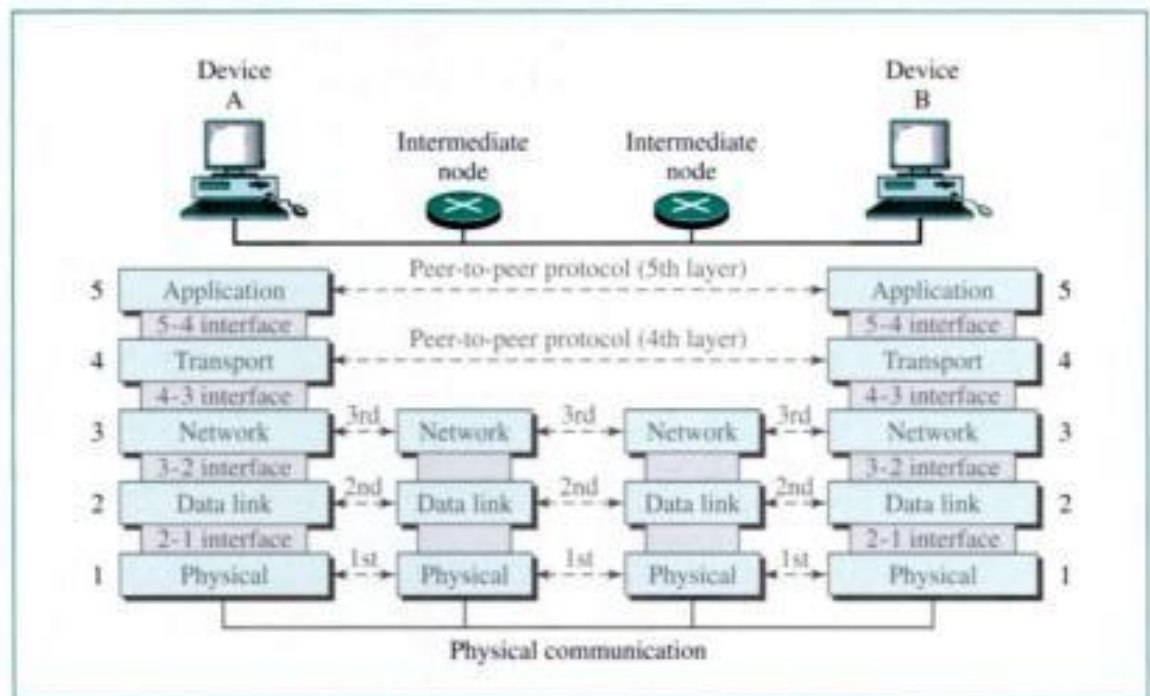 Device
A
Device
B
Intermediate
node
Intermediate
node
Peer-to-peer protocol (5th layer)
5 Application Application 5
5-4 interface 5-4 interface
Peer-to-peer protocol (4th layer)
4 Transport Transport 4
4-3 interface 4-3 interface
3 Network 3rd Network 3rd Network 3rd Network 3
3-2 interface 3-2 interface
2 Data link 2nd Data link 2nd Data link 2nd Data link 2
2-1 interface 2-1 interface
1 Physical 1st Physical 1st Physical 1st Physical 1
Physical communication